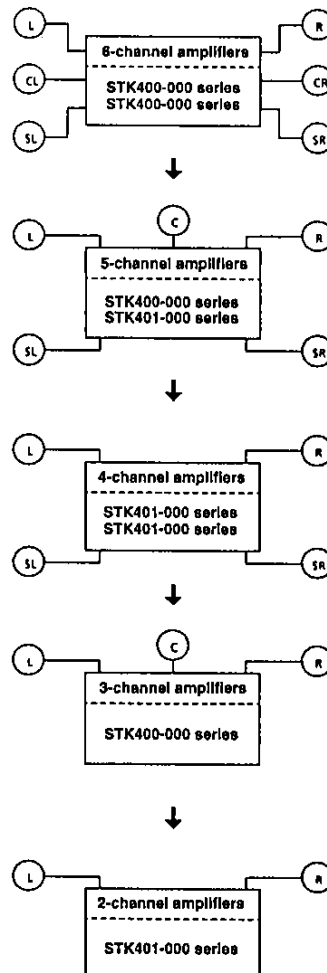 L R
6-channel amplifiers
CL CR
STK400-000 series
STK400-000 series
SL SR
C
L R
5-channel amplifiers
STK400-000 series
STK401-000 series
SL SR
L R
4-channel amplifiers
STK401-000 series
STK401-000 series
SL SR
C
L R
3-channel amplifiers
STK400-000 series
L R
2-channel amplifiers
STK401-000 series